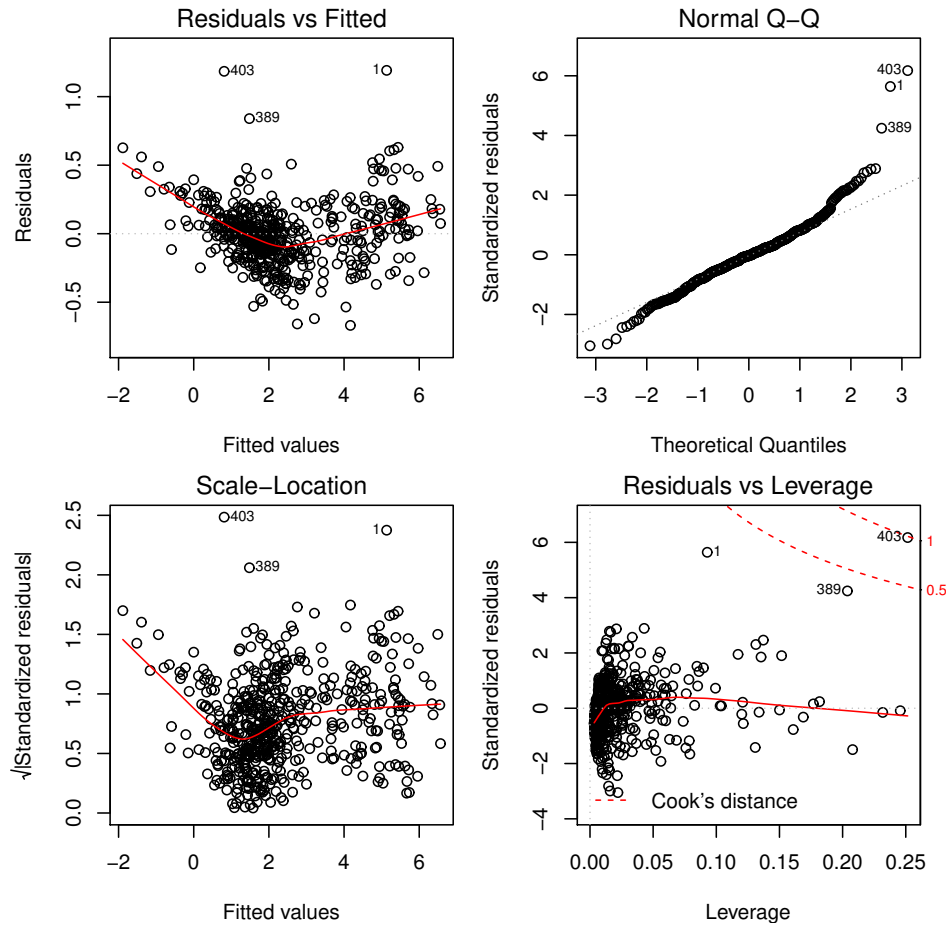 Residuals vs Fitted
Residuals
1.0
0.5
0.0
−0.5
403
1
389
−2 0 2 4 6
Fitted values
Normal Q−Q
Standardized residuals
6
4
2
0
−2
403
1
389
−3 −2 −1 0 1 2 3
Theoretical Quantiles
Scale−Location
√|Standardized residuals|
2.5
2.0
1.5
1.0
0.5
0.0
403
1
389
−2 0 2 4 6
Fitted values
Residuals vs Leverage
Standardized residuals
6
4
2
0
−2
−4
1
403
389
1
0.5
Cook's distance
0.00 0.05 0.10 0.15 0.20 0.25
Leverage